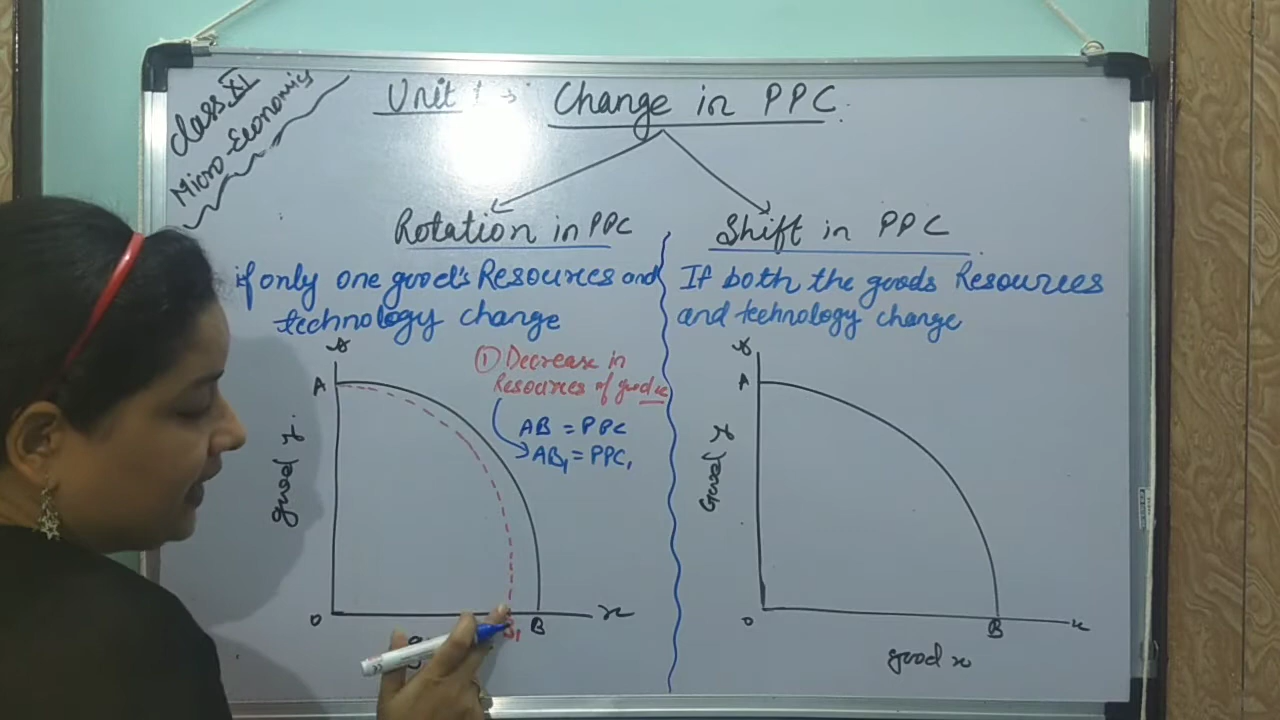 Class XI
Micro-Economics
Unit 1 → Change in PPC.
Rotation in PPC
if only one good's Resources and
technology change
① Decrease in
Resources of good x
AB = PPC
AB₁ = PPC₁
A
good y
O
B₁
B
x
Shift in PPC
If both the goods Resources
and technology change
A
Good y
O
B
x
good x